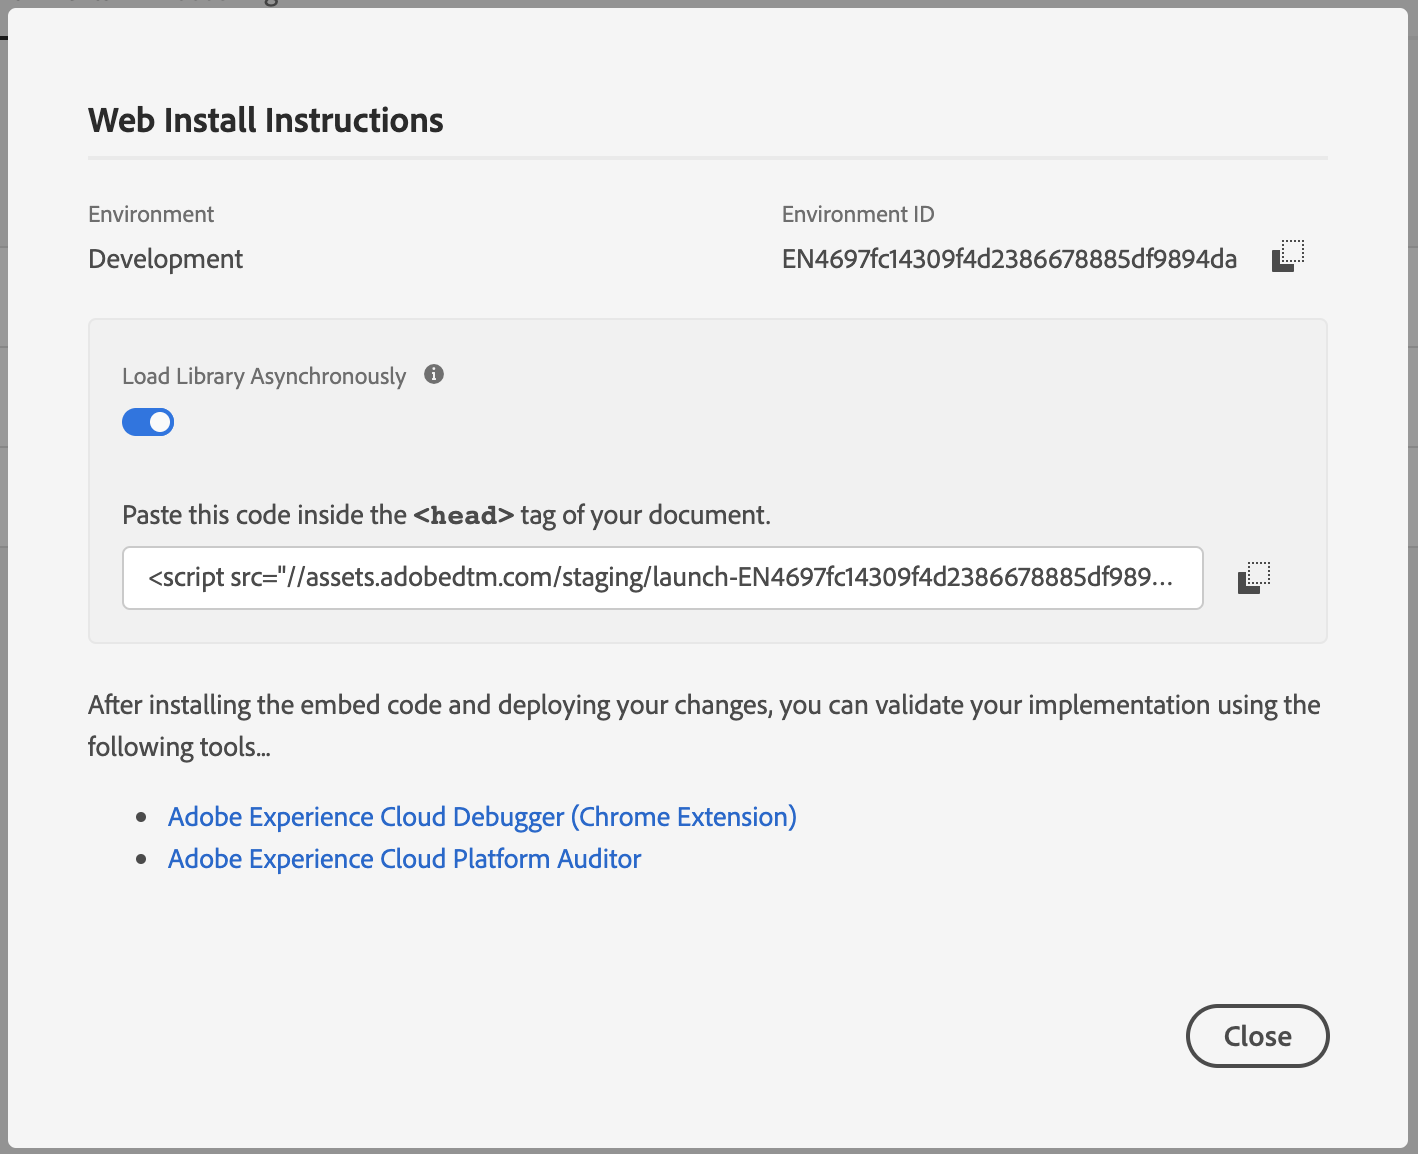 Web Install Instructions
Environment
Environment ID
Development
EN4697fc14309f4d2386678885df9894da
Load Library Asynchronously
Paste this code inside the <head> tag of your document.
<script src="//assets.adobedtm.com/staging/launch-EN4697fc14309f4d2386678885df989...
After installing the embed code and deploying your changes, you can validate your implementation using the
following tools...
• Adobe Experience Cloud Debugger (Chrome Extension)
• Adobe Experience Cloud Platform Auditor
Close